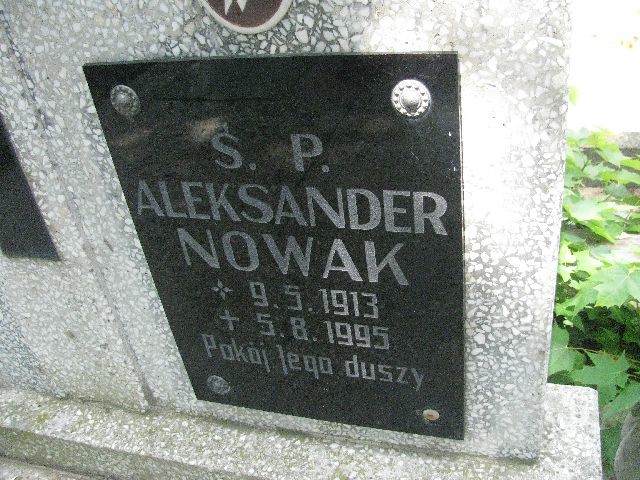 Ś. P.
ALEKSANDER
NOWAK
* 9.5.1913
+ 5.8.1995
Pokój Jego duszy